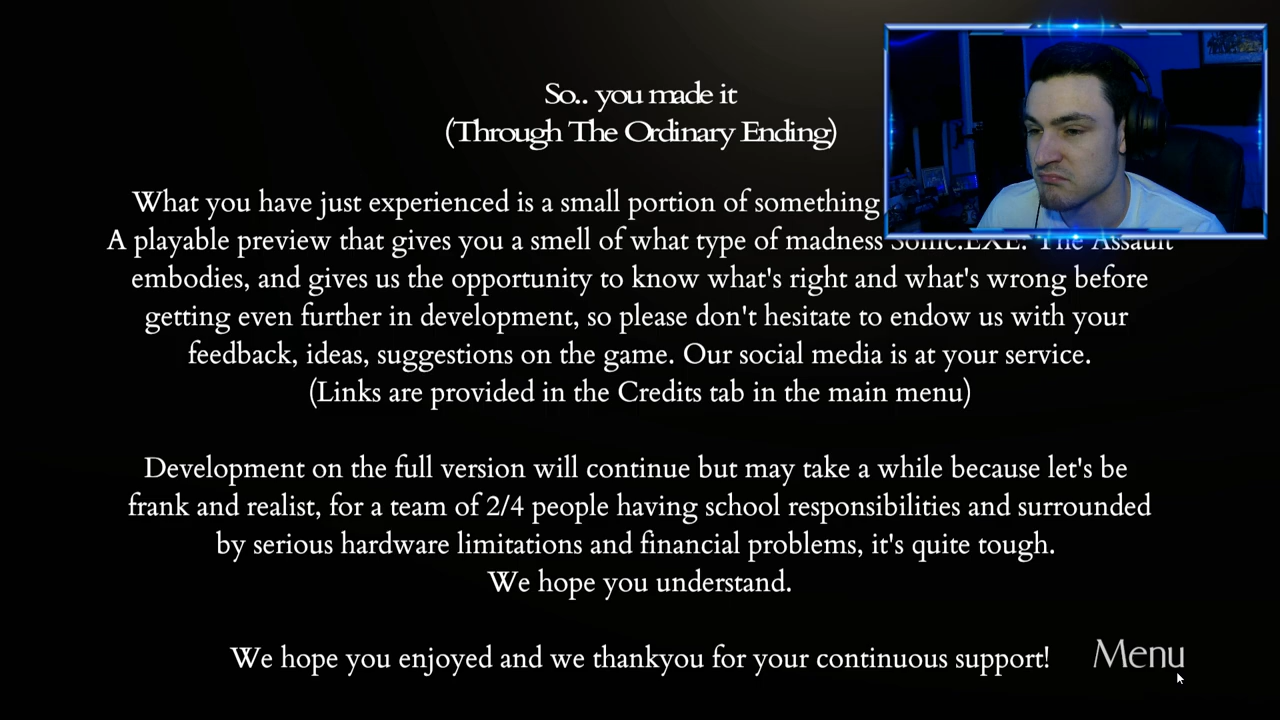 So.. you made it
(Through The Ordinary Ending)
What you have just experienced is a small portion of something
A playable preview that gives you a smell of what type of madness Sonic.EXE: The Assault
embodies, and gives us the opportunity to know what's right and what's wrong before
getting even further in development, so please don't hesitate to endow us with your
feedback, ideas, suggestions on the game. Our social media is at your service.
(Links are provided in the Credits tab in the main menu)
Development on the full version will continue but may take a while because let's be
frank and realist, for a team of 2/4 people having school responsibilities and surrounded
by serious hardware limitations and financial problems, it's quite tough.
We hope you understand.
We hope you enjoyed and we thankyou for your continuous support!
Menu